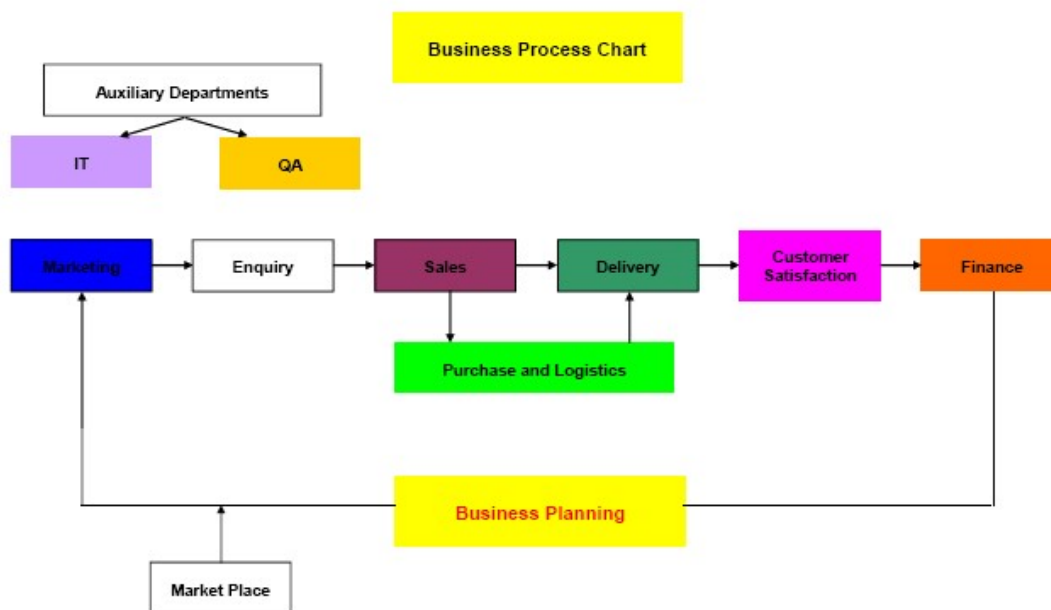 Business Process Chart
Auxiliary Departments
IT
QA
Marketing
Enquiry
Sales
Delivery
Customer
Satisfaction
Finance
Purchase and Logistics
Business Planning
Market Place